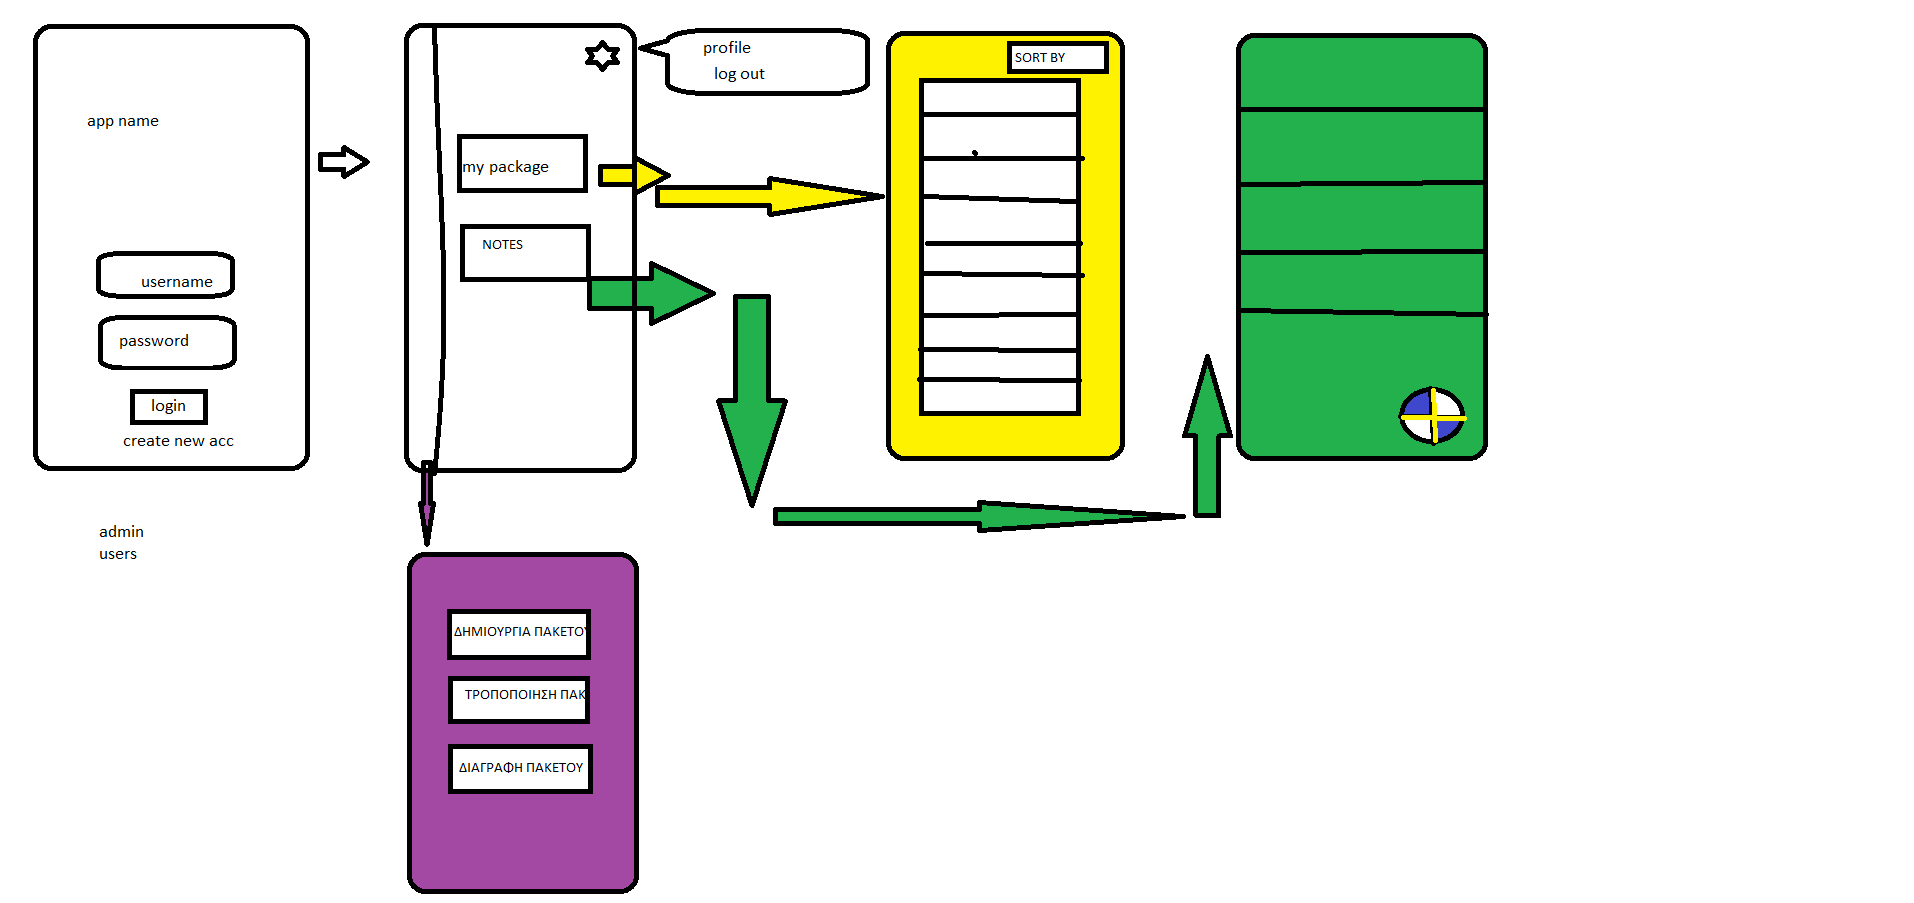 app name
username
password
login
create new acc
admin
users
profile
log out
my package
NOTES
SORT BY
ΔΗΜΙΟΥΡΓΙΑ ΠΑΚΕΤΟΥ
ΤΡΟΠΟΠΟΙΗΣΗ ΠΑΚ
ΔΙΑΓΡΑΦΗ ΠΑΚΕΤΟΥ